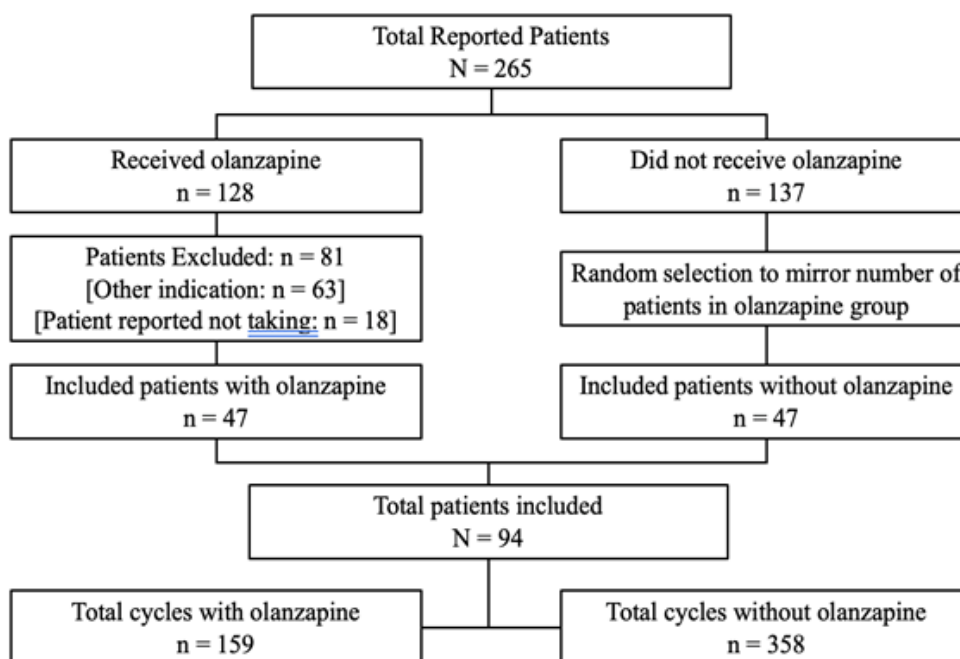 Total Reported Patients
N = 265
Received olanzapine
n = 128
Did not receive olanzapine
n = 137
Patients Excluded: n = 81
[Other indication: n = 63]
[Patient reported not taking: n = 18]
Random selection to mirror number of
patients in olanzapine group
Included patients with olanzapine
n = 47
Included patients without olanzapine
n = 47
Total patients included
N = 94
Total cycles with olanzapine
n = 159
Total cycles without olanzapine
n = 358